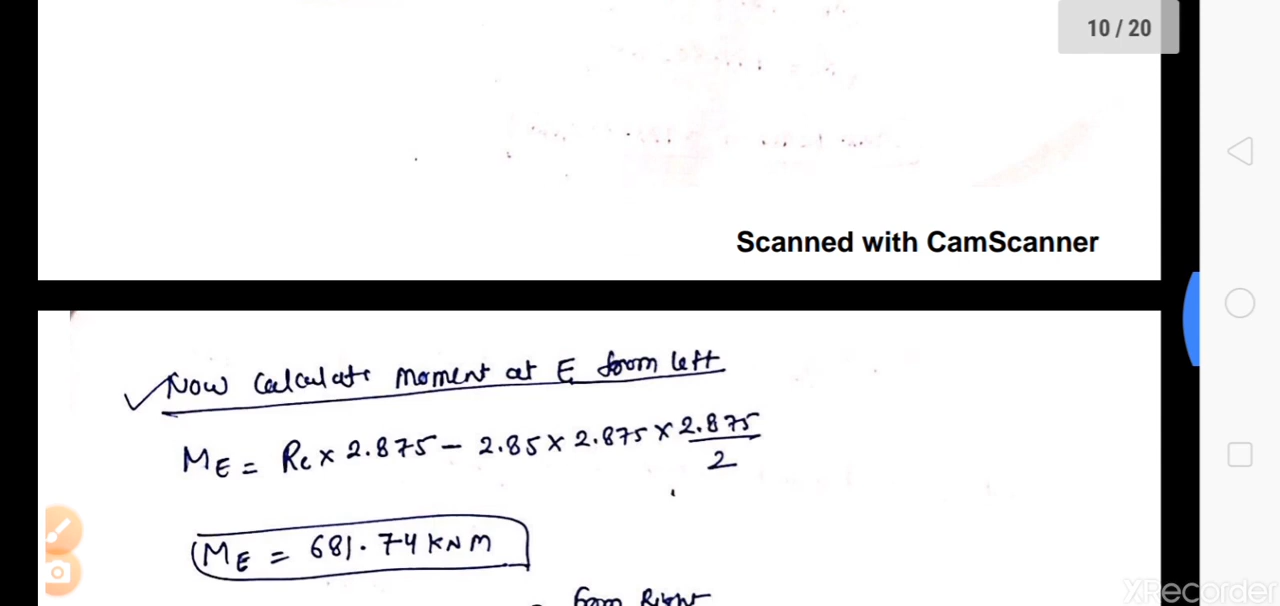 10 / 20
Scanned with CamScanner
Now Calculate Moment at E from left
ME = Rc × 2.875 - 2.85 × 2.875 × 2.875/2
ME = 681.74 KNM
from Right
XRecorder